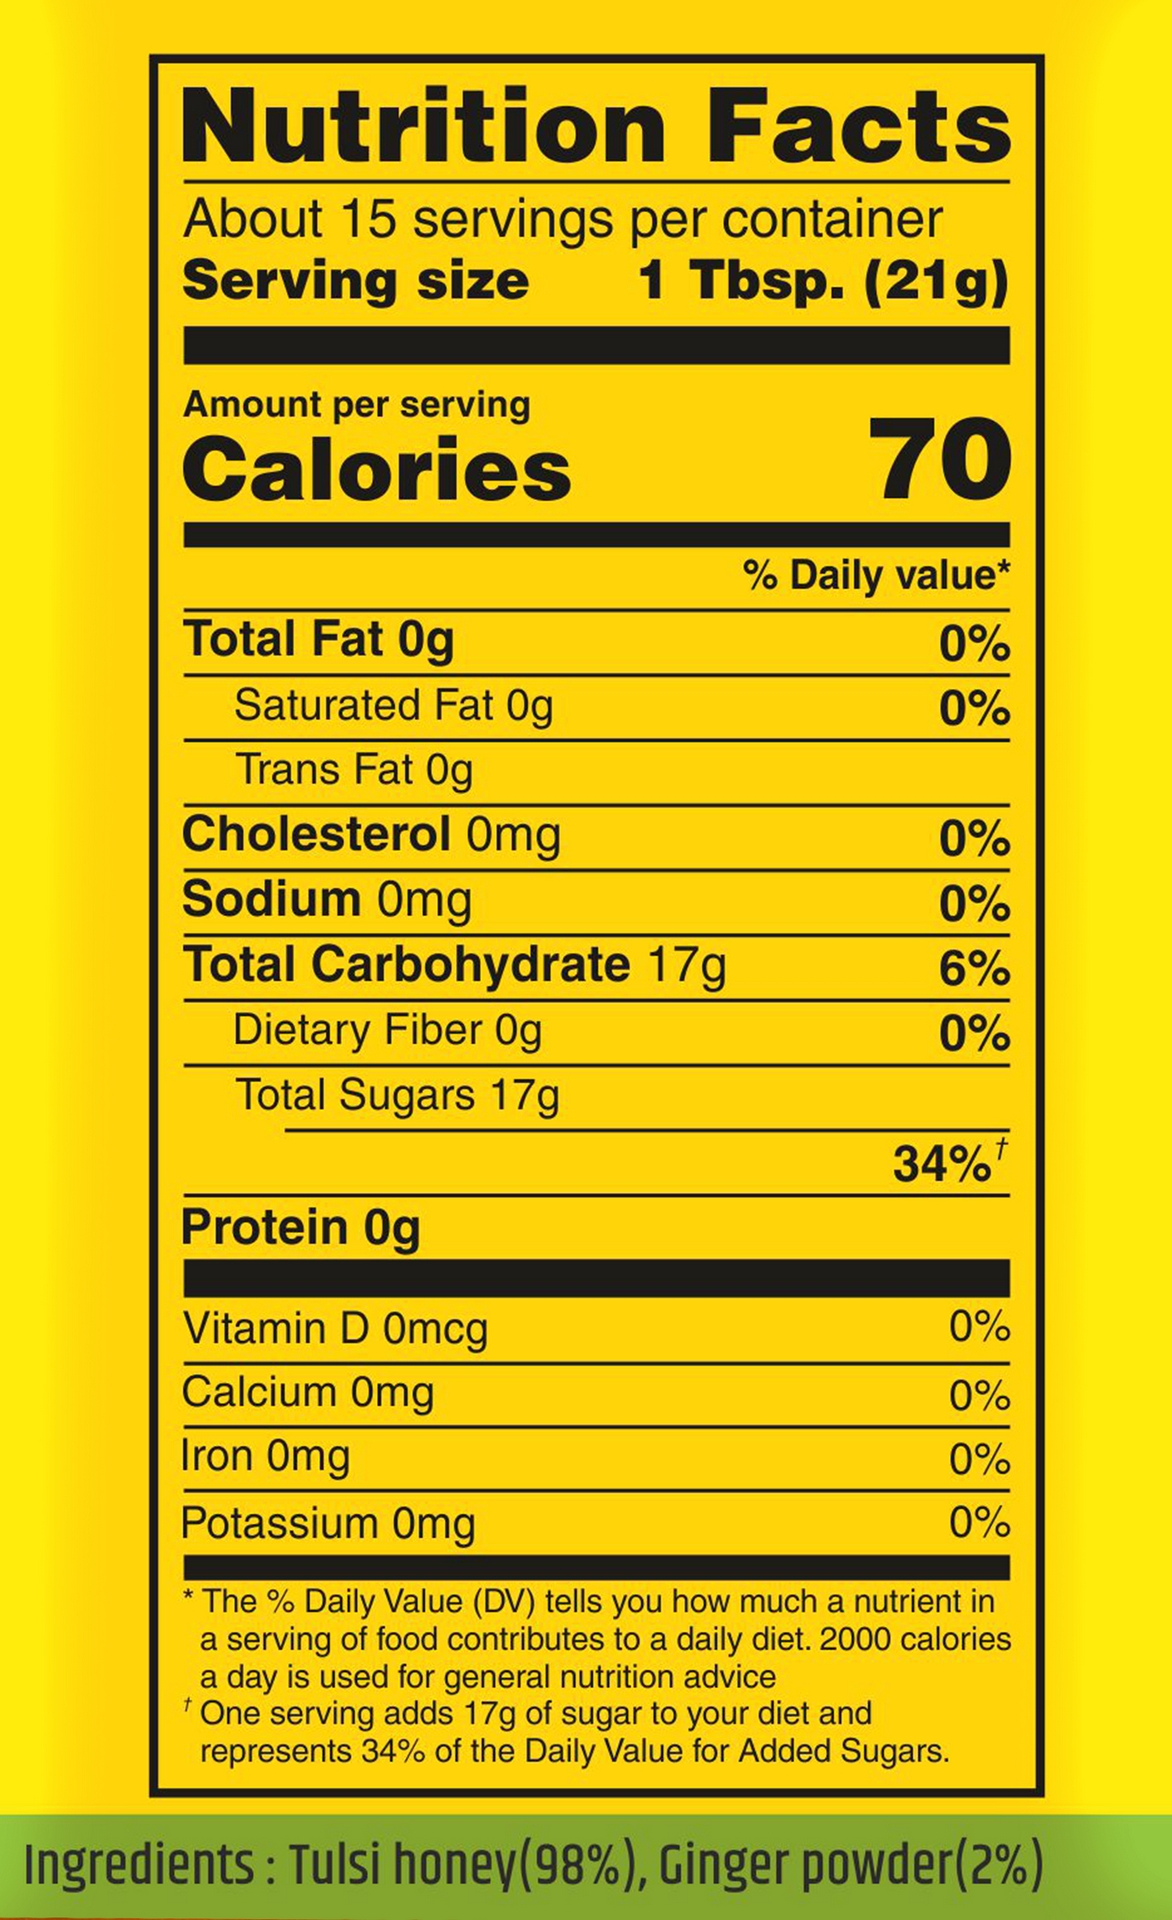 Nutrition Facts
About 15 servings per container
Serving size 1 Tbsp. (21g)
Amount per serving
Calories 70
% Daily value*
Total Fat 0g 0%
Saturated Fat 0g 0%
Trans Fat 0g
Cholesterol 0mg 0%
Sodium 0mg 0%
Total Carbohydrate 17g 6%
Dietary Fiber 0g 0%
Total Sugars 17g
34%†
Protein 0g
Vitamin D 0mcg 0%
Calcium 0mg 0%
Iron 0mg 0%
Potassium 0mg 0%
* The % Daily Value (DV) tells you how much a nutrient in
a serving of food contributes to a daily diet. 2000 calories
a day is used for general nutrition advice
† One serving adds 17g of sugar to your diet and
represents 34% of the Daily Value for Added Sugars.
Ingredients : Tulsi honey(98%), Ginger powder(2%)